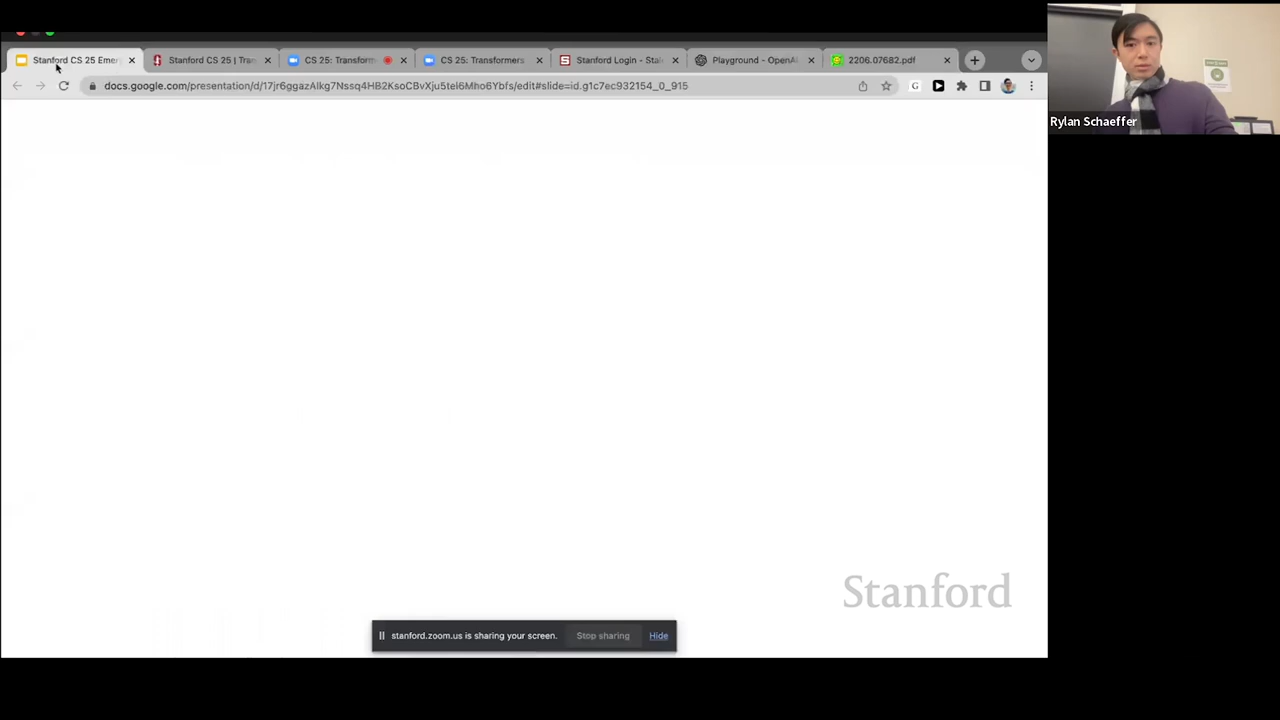 Stanford CS 25 Emer
Stanford CS 25 | Tra
CS 25: Transform
CS 25: Transformers
Stanford Login - Stal
Playground - OpenAI
2206.07682.pdf
docs.google.com/presentation/d/17jr6ggazAlkg7Nssq4HB2KsoCBvXju5tel6Mho6Ybfs/edit#slide=id.g1c7ec932154_0_915
G
Rylan Schaeffer
Stanford
stanford.zoom.us is sharing your screen.
Stop sharing
Hide